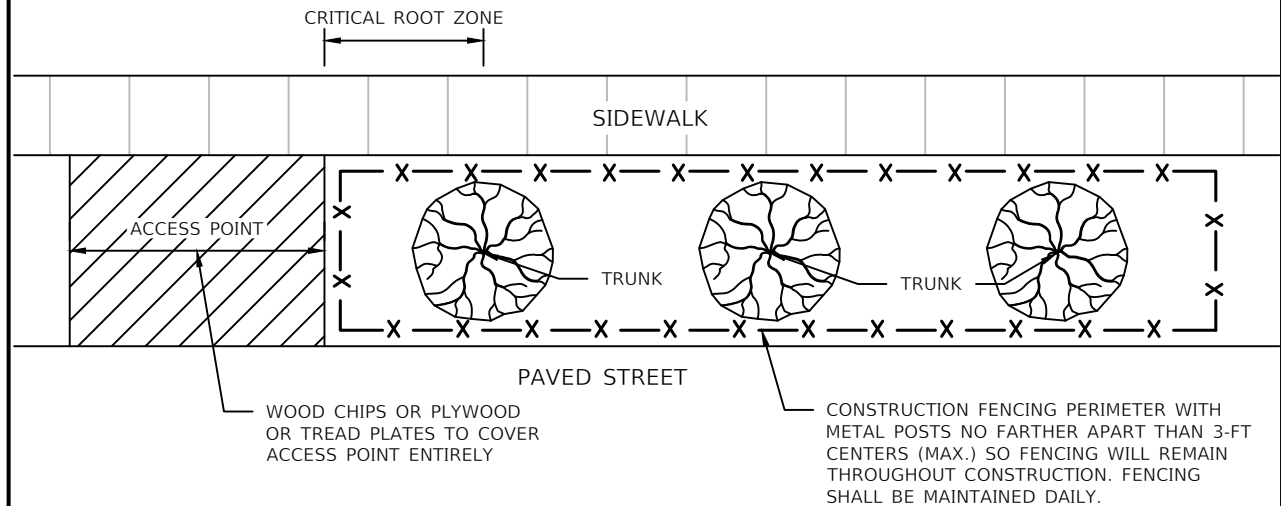 CRITICAL ROOT ZONE
SIDEWALK
ACCESS POINT
TRUNK
TRUNK
PAVED STREET
WOOD CHIPS OR PLYWOOD
OR TREAD PLATES TO COVER
ACCESS POINT ENTIRELY
CONSTRUCTION FENCING PERIMETER WITH
METAL POSTS NO FARTHER APART THAN 3-FT
CENTERS (MAX.) SO FENCING WILL REMAIN
THROUGHOUT CONSTRUCTION. FENCING
SHALL BE MAINTAINED DAILY.